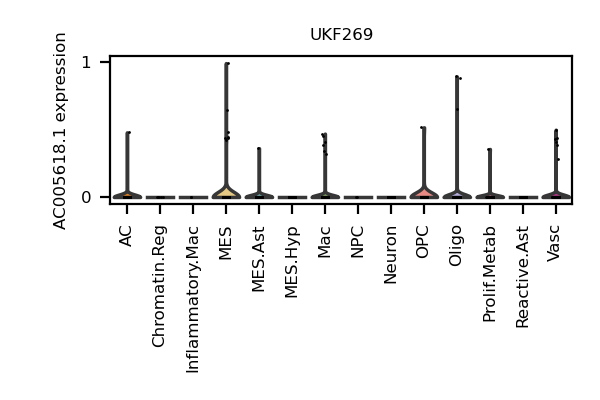 UKF269
AC005618.1 expression
1
0
AC
Chromatin.Reg
Inflammatory.Mac
MES
MES.Ast
MES.Hyp
Mac
NPC
Neuron
OPC
Oligo
Prolif.Metab
Reactive.Ast
Vasc